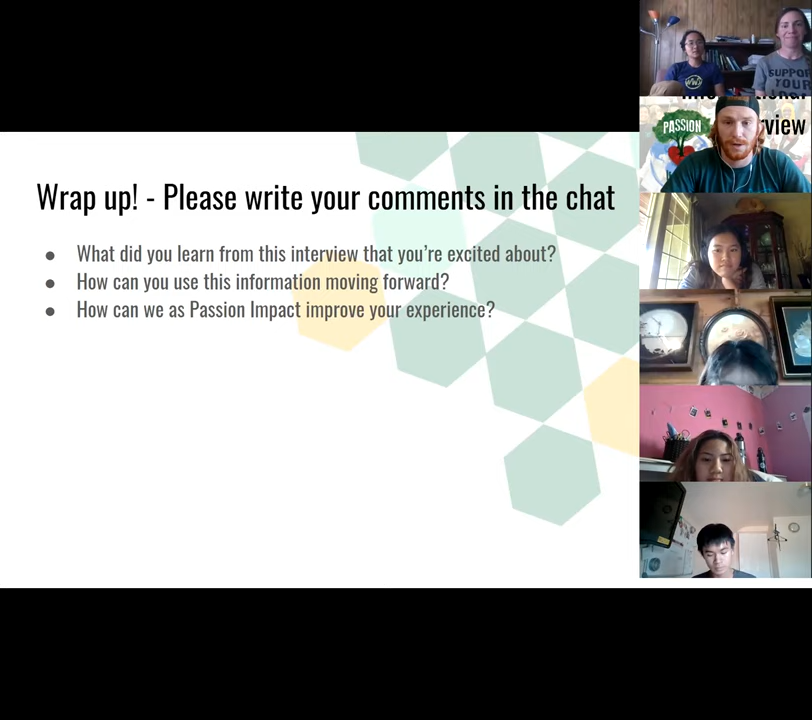 Wrap up! - Please write your comments in the chat
● What did you learn from this interview that you're excited about?
● How can you use this information moving forward?
● How can we as Passion Impact improve your experience?
SUPPOR
YOUR
PASSION
view